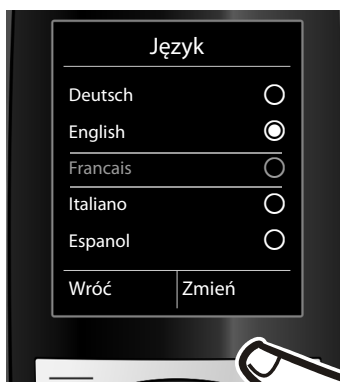 Język
Deutsch
English
Francais
Italiano
Espanol
Wróć Zmień